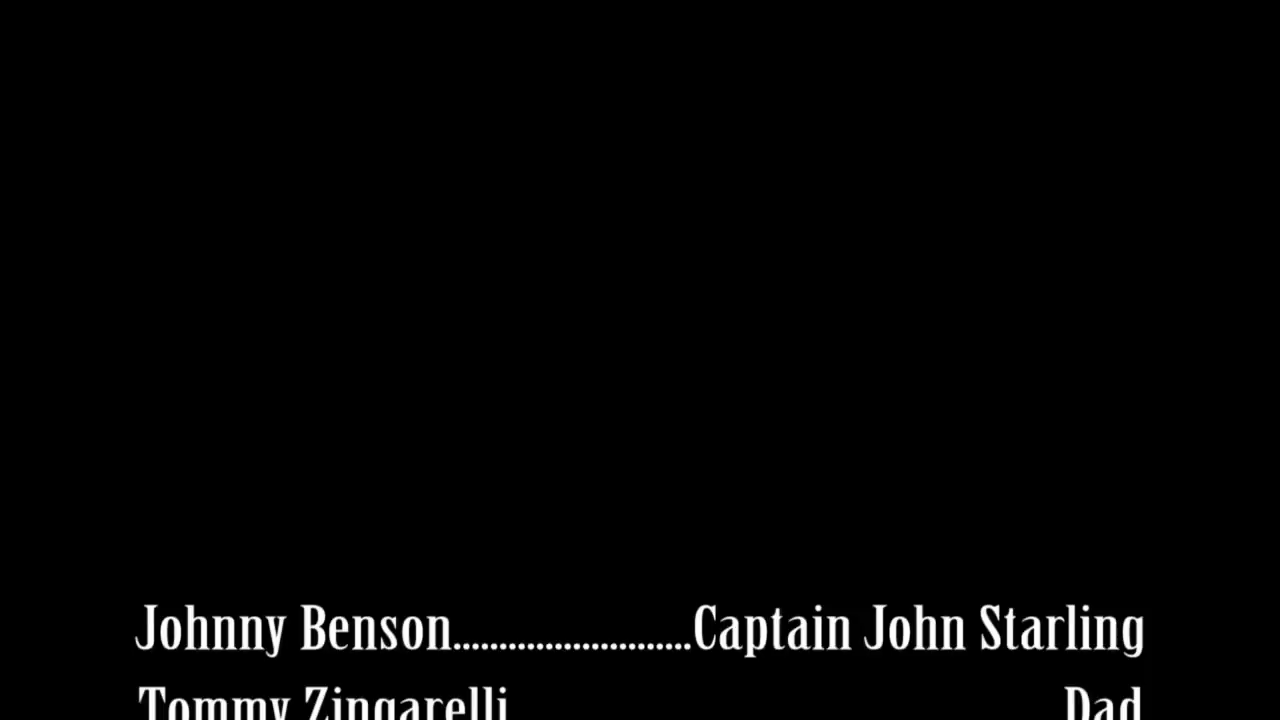 Johnny Benson..........................Captain John Starling
Tommy Zingarelli Dad